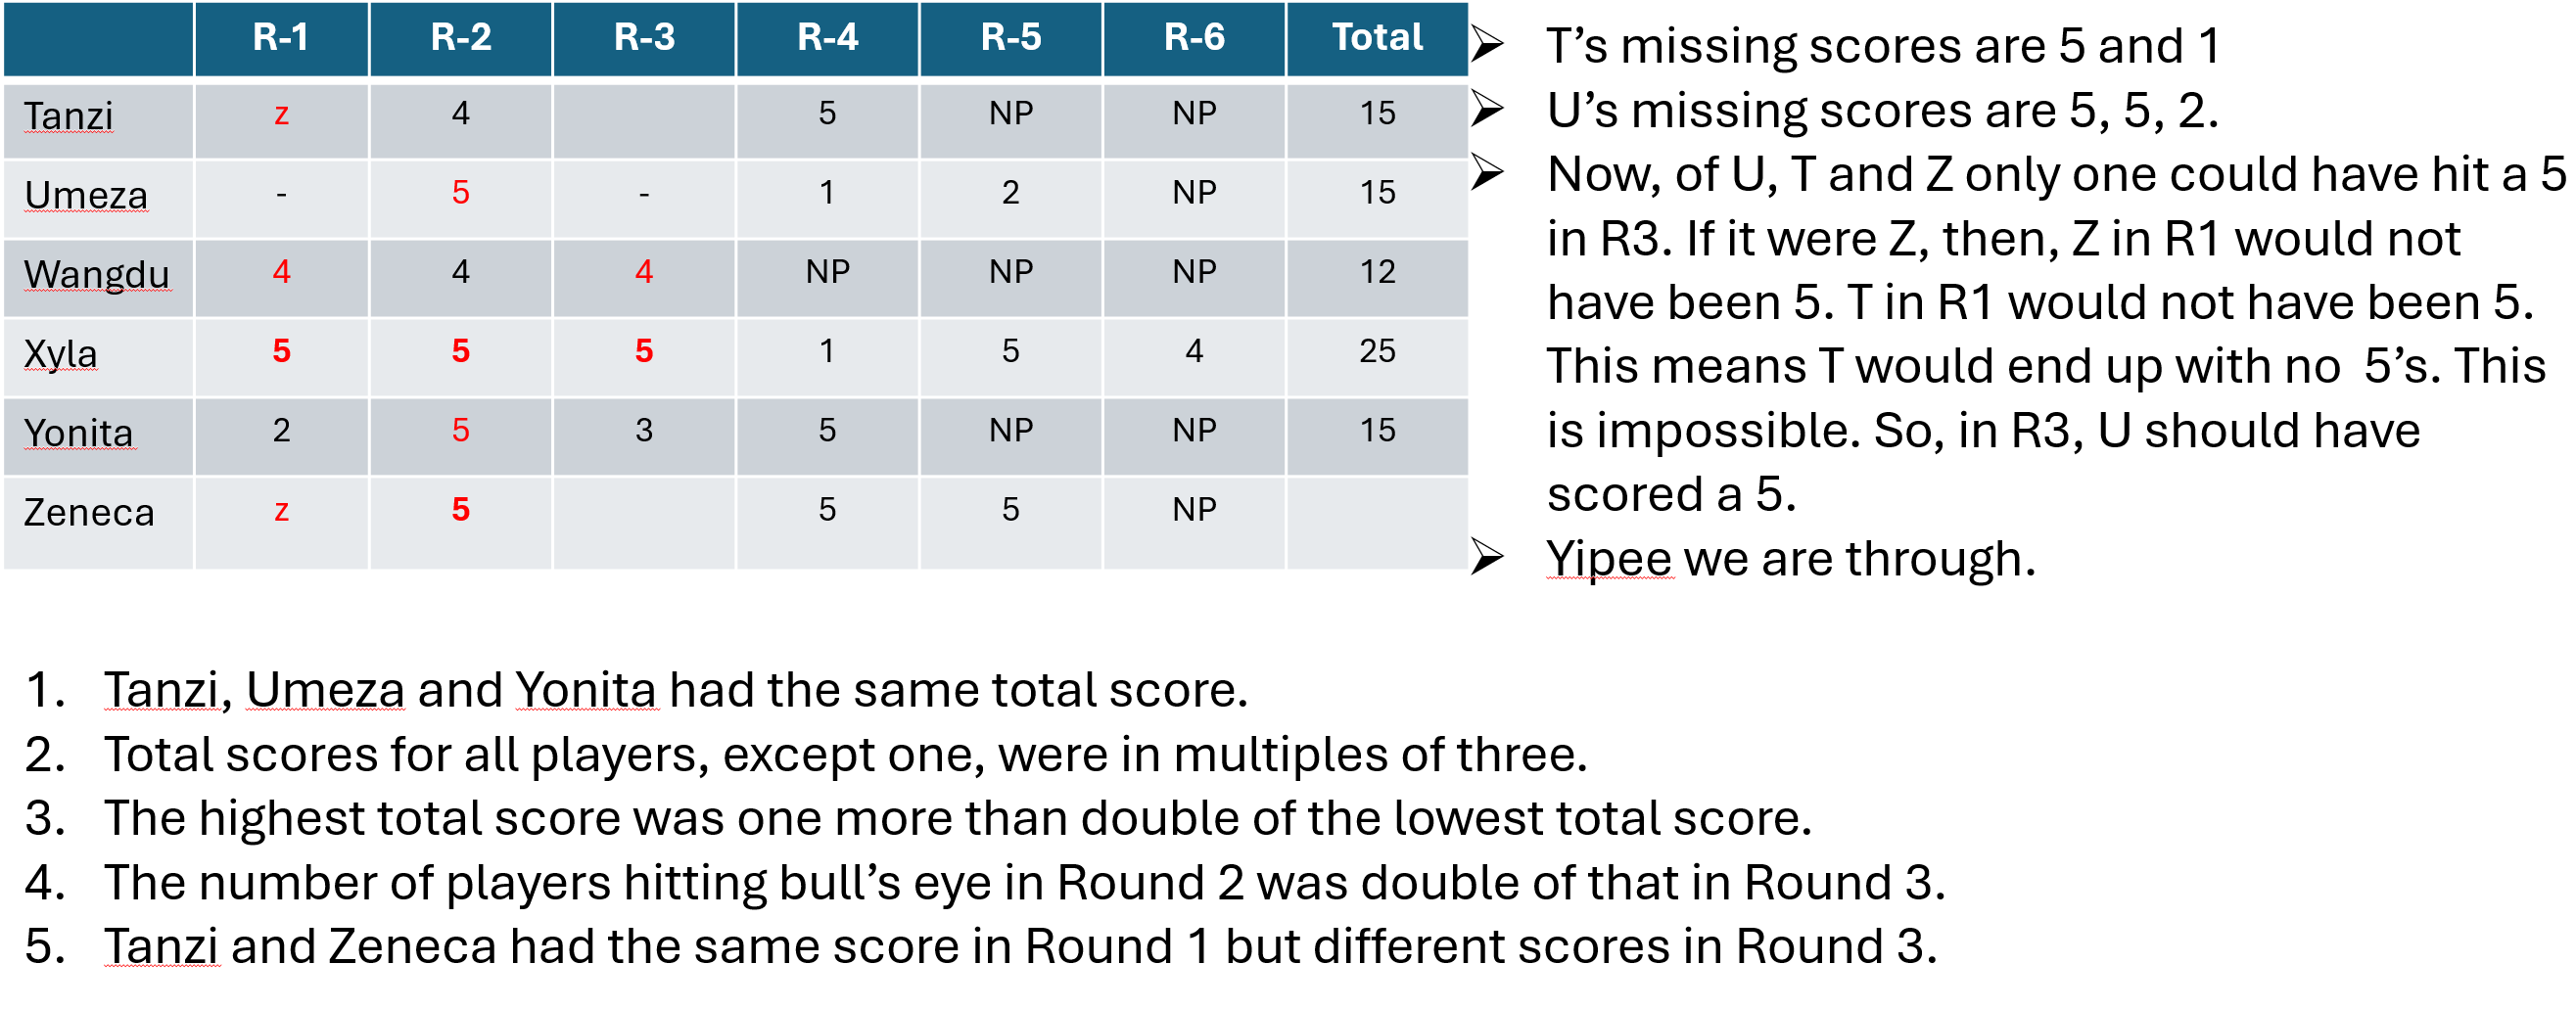 R-1 R-2 R-3 R-4 R-5 R-6 Total
Tanzi z 4 5 NP NP 15
Umeza - 5 - 1 2 NP 15
Wangdu 4 4 4 NP NP NP 12
Xyla 5 5 5 1 5 4 25
Yonita 2 5 3 5 NP NP 15
Zeneca z 5 5 5 NP
➢ T’s missing scores are 5 and 1
➢ U’s missing scores are 5, 5, 2.
➢ Now, of U, T and Z only one could have hit a 5
in R3. If it were Z, then, Z in R1 would not
have been 5. T in R1 would not have been 5.
This means T would end up with no 5’s. This
is impossible. So, in R3, U should have
scored a 5.
➢ Yipee we are through.
1. Tanzi, Umeza and Yonita had the same total score.
2. Total scores for all players, except one, were in multiples of three.
3. The highest total score was one more than double of the lowest total score.
4. The number of players hitting bull’s eye in Round 2 was double of that in Round 3.
5. Tanzi and Zeneca had the same score in Round 1 but different scores in Round 3.